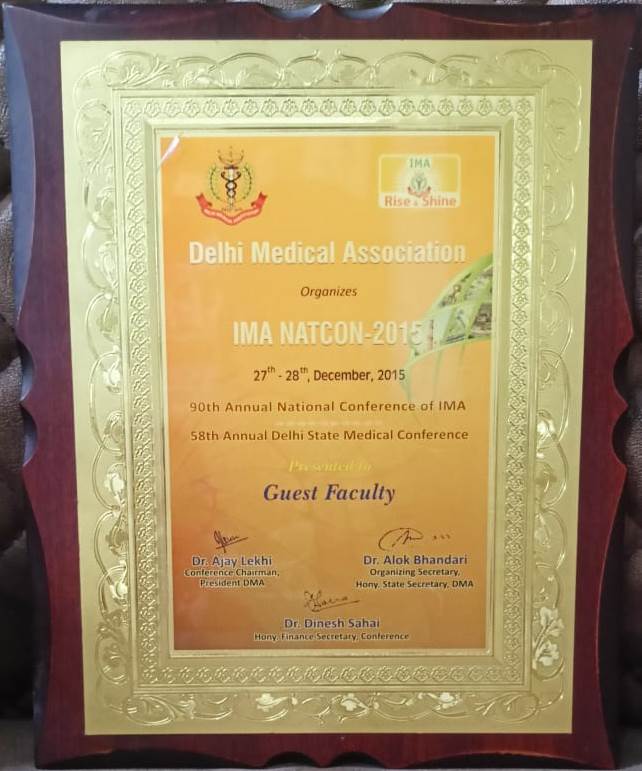 IMA
Rise & Shine
Delhi Medical Association
Organizes
IMA NATCON-2015
27th - 28th, December, 2015
90th Annual National Conference of IMA
58th Annual Delhi State Medical Conference
Presented to
Guest Faculty
Dr. Ajay Lekhi
Conference Chairman,
President DMA
Dr. Alok Bhandari
Organizing Secretary,
Hony. State Secretary, DMA
Dr. Dinesh Sahai
Hony. Finance Secretary, Conference